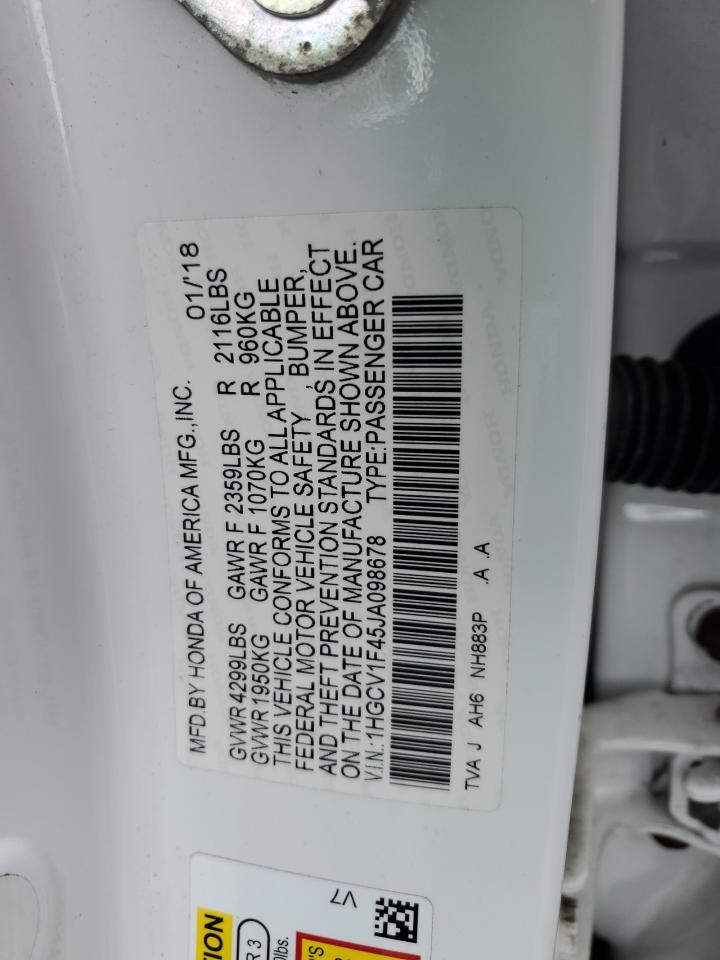 MFD.BY HONDA OF AMERICA MFG.,INC. 01/'18
GVWR 4299LBS GAWR F 2359LBS R 2116LBS
GVWR 1950KG GAWR F 1070KG R 960KG
THIS VEHICLE CONFORMS TO ALL APPLICABLE
FEDERAL MOTOR VEHICLE SAFETY , BUMPER,
AND THEFT PREVENTION STANDARDS IN EFFECT
ON THE DATE OF MANUFACTURE SHOWN ABOVE.
V.I.N.:1HGCV1F45JA098678 TYPE:PASSENGER CAR
TVA J AH6 NH883P .A .A
V7